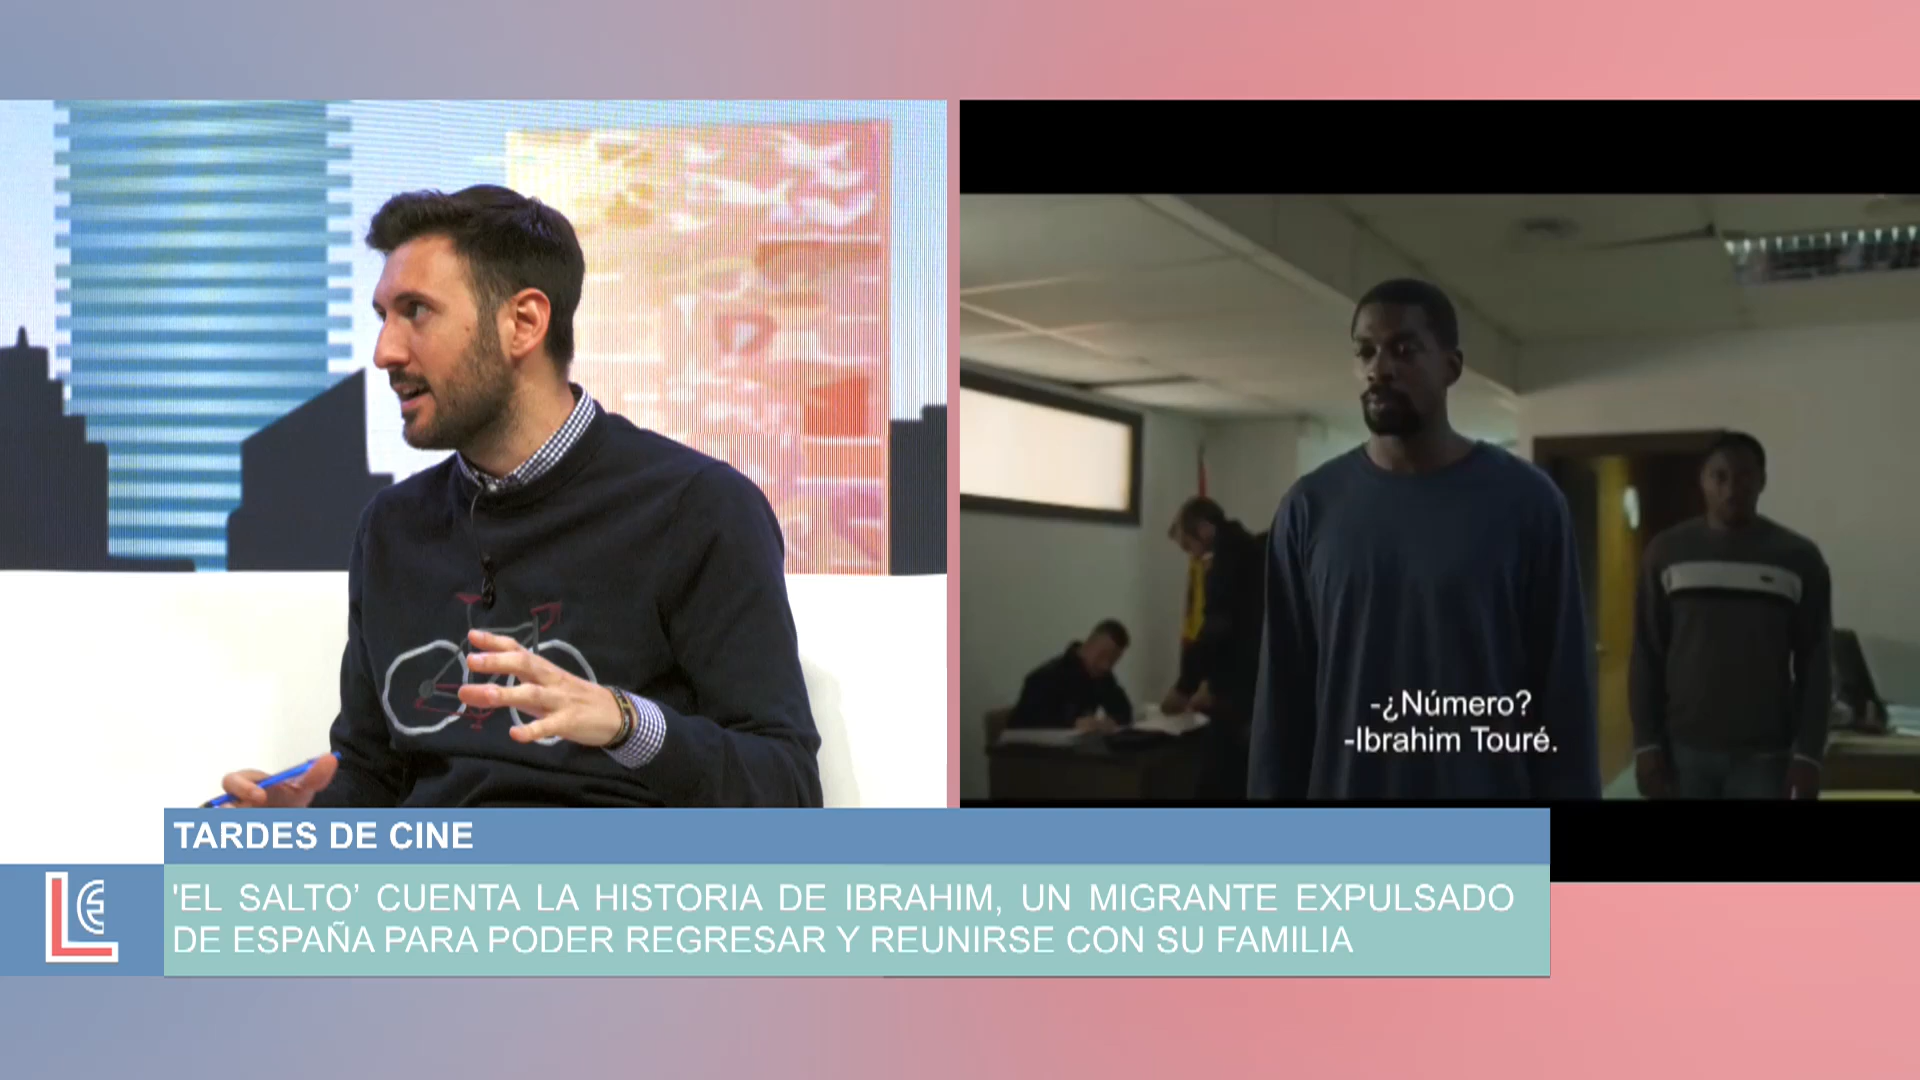 -¿Número?
-Ibrahim Touré.
TARDES DE CINE
'EL SALTO’ CUENTA LA HISTORIA DE IBRAHIM, UN MIGRANTE EXPULSADO
DE ESPAÑA PARA PODER REGRESAR Y REUNIRSE CON SU FAMILIA
LCE